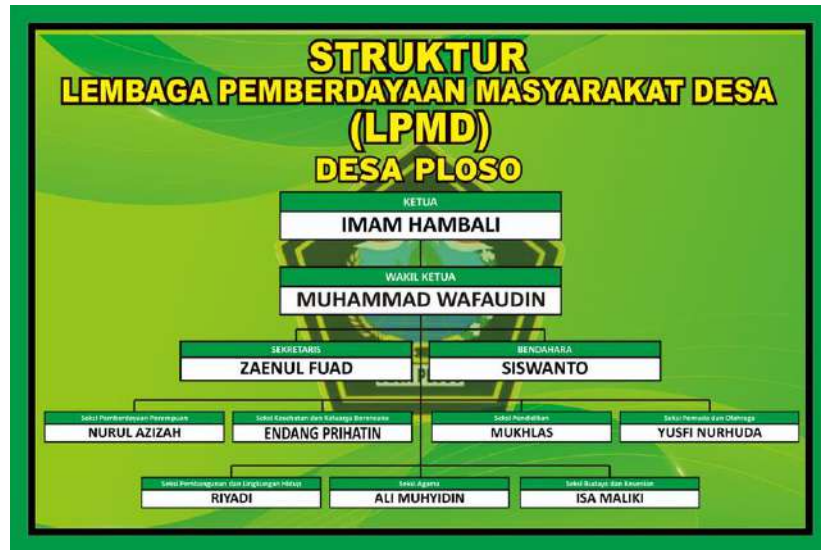 STRUKTUR
LEMBAGA PEMBERDAYAAN MASYARAKAT DESA
(LPMD)
DESA PLOSO
KETUA
IMAM HAMBALI
WAKIL KETUA
MUHAMMAD WAFAUDIN
SEKRETARIS
ZAENUL FUAD
BENDAHARA
SISWANTO
Seksi Pemberdayaan Perempuan
NURUL AZIZAH
Seksi Kesehatan dan Keluarga Berencana
ENDANG PRIHATIN
Seksi Pendidikan
MUKHLAS
Seksi Pemuda dan Olahraga
YUSFI NURHUDA
Seksi Pembangunan dan Lingkungan Hidup
RIYADI
Seksi Agama
ALI MUHYIDIN
Seksi Budaya dan Kesenian
ISA MALIKI